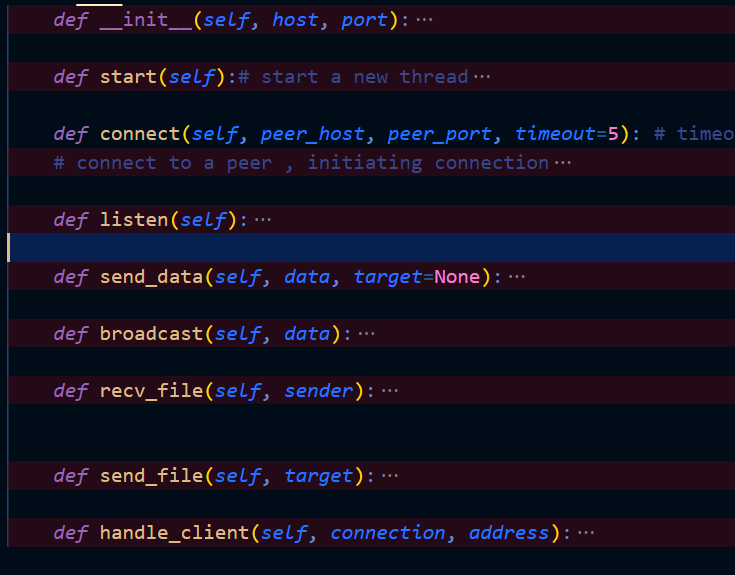 def __init__(self, host, port):···
def start(self):# start a new thread···
def connect(self, peer_host, peer_port, timeout=5): # timeo
# connect to a peer , initiating connection···
def listen(self):···
def send_data(self, data, target=None):···
def broadcast(self, data):···
def recv_file(self, sender):···
def send_file(self, target):···
def handle_client(self, connection, address):···